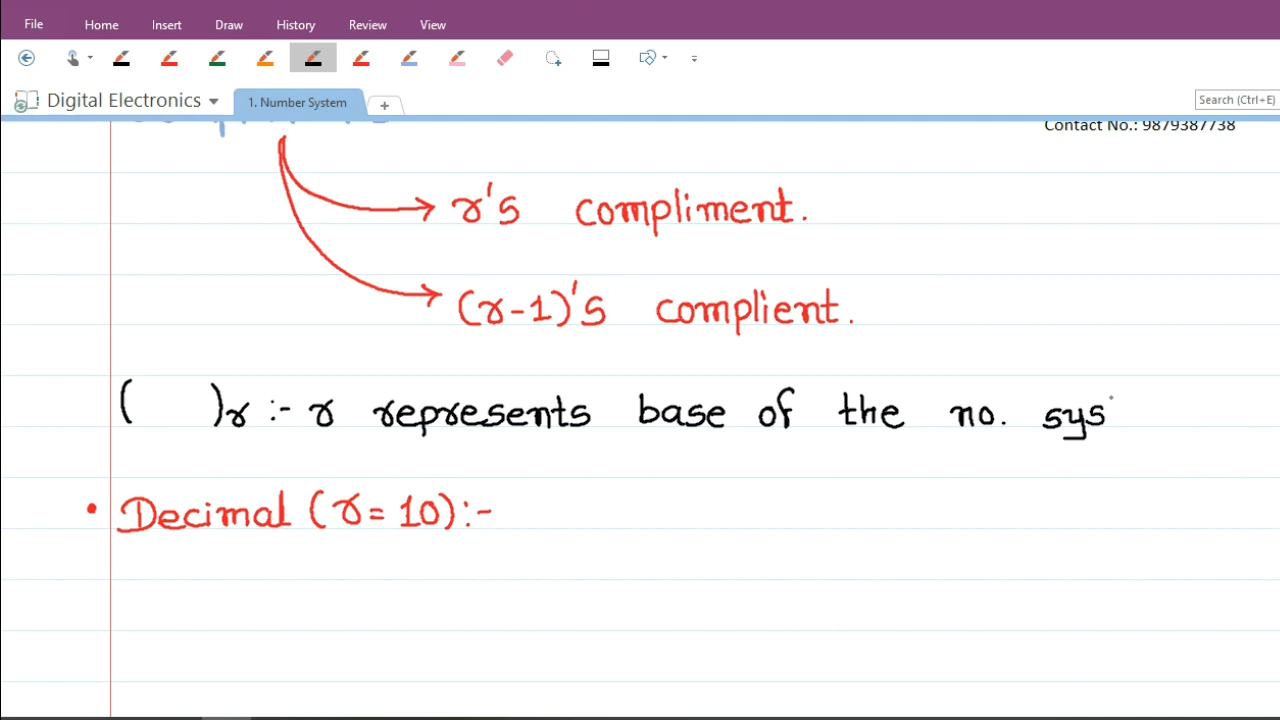 File Home Insert Draw History Review View
Digital Electronics 1. Number System + Search (Ctrl+E)
Contact No.: 9879387738
r's compliment.
(r-1)'s complient.
( )r :- r represents base of the no. sys
• Decimal (r = 10) :-